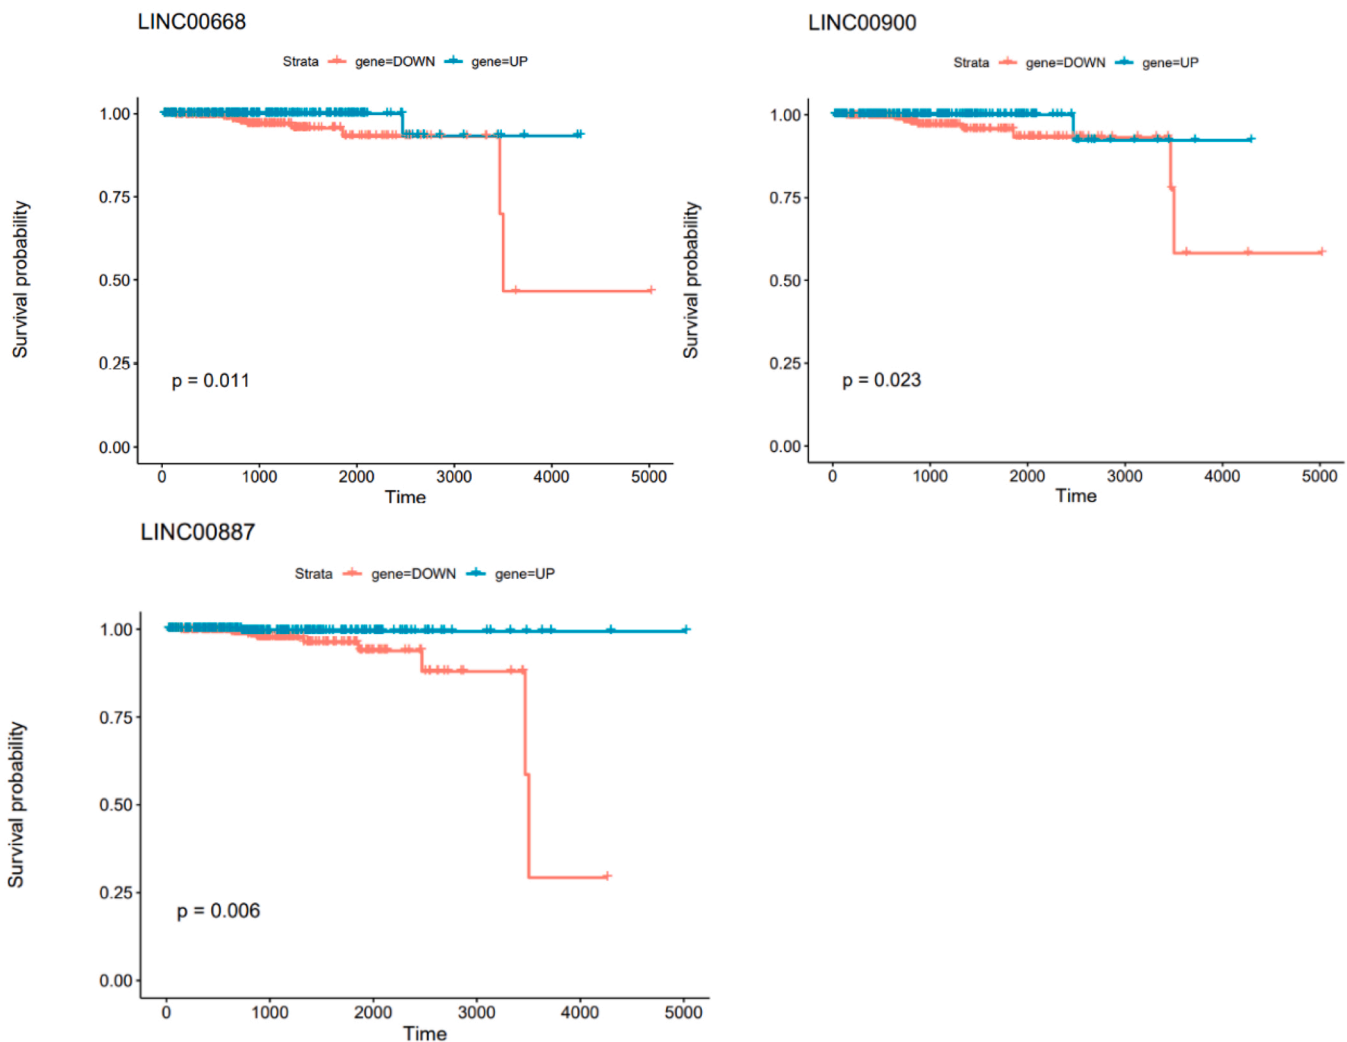 LINC00668
Strata gene=DOWN gene=UP
1.00
0.75
0.50
0.25
0.00
Survival probability
p = 0.011
0 1000 2000 3000 4000 5000
Time
LINC00900
Strata gene=DOWN gene=UP
1.00
0.75
0.50
0.25
0.00
Survival probability
p = 0.023
0 1000 2000 3000 4000 5000
Time
LINC00887
Strata gene=DOWN gene=UP
1.00
0.75
0.50
0.25
0.00
Survival probability
p = 0.006
0 1000 2000 3000 4000 5000
Time